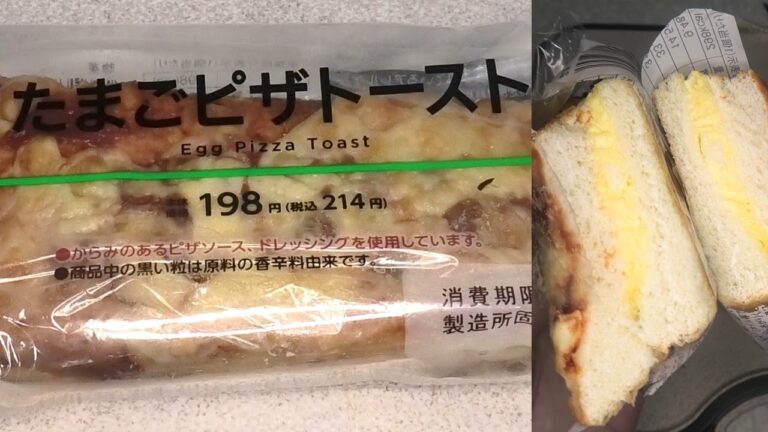 たまごピザトースト
Egg Pizza Toast
198円(税込 214円)
●からみのあるピザソース、ドレッシングを使用しています。
●商品中の黒い粒は原料の香辛料由来です。
消費期限
製造所固
298kcal